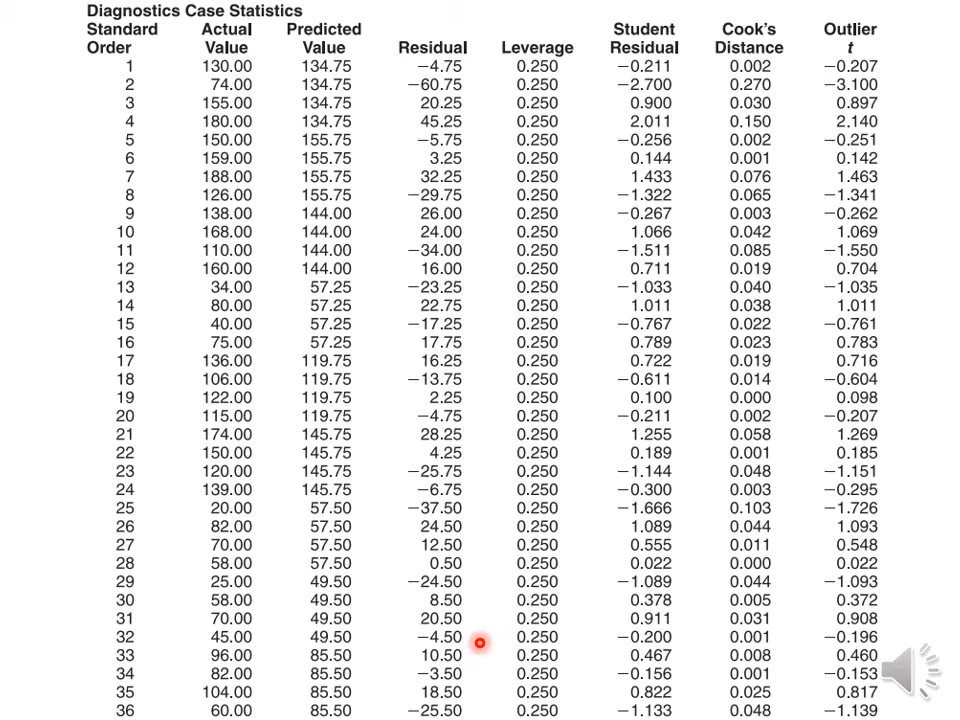 Diagnostics Case Statistics
Standard Actual Predicted Student Cook's Outlier
Order Value Value Residual Leverage Residual Distance t
1 130.00 134.75 −4.75 0.250 −0.211 0.002 −0.207
2 74.00 134.75 −60.75 0.250 −2.700 0.270 −3.100
3 155.00 134.75 20.25 0.250 0.900 0.030 0.897
4 180.00 134.75 45.25 0.250 2.011 0.150 2.140
5 150.00 155.75 −5.75 0.250 −0.256 0.002 −0.251
6 159.00 155.75 3.25 0.250 0.144 0.001 0.142
7 188.00 155.75 32.25 0.250 1.433 0.076 1.463
8 126.00 155.75 −29.75 0.250 −1.322 0.065 −1.341
9 138.00 144.00 26.00 0.250 −0.267 0.003 −0.262
10 168.00 144.00 24.00 0.250 1.066 0.042 1.069
11 110.00 144.00 −34.00 0.250 −1.511 0.085 −1.550
12 160.00 144.00 16.00 0.250 0.711 0.019 0.704
13 34.00 57.25 −23.25 0.250 −1.033 0.040 −1.035
14 80.00 57.25 22.75 0.250 1.011 0.038 1.011
15 40.00 57.25 −17.25 0.250 −0.767 0.022 −0.761
16 75.00 57.25 17.75 0.250 0.789 0.023 0.783
17 136.00 119.75 16.25 0.250 0.722 0.019 0.716
18 106.00 119.75 −13.75 0.250 −0.611 0.014 −0.604
19 122.00 119.75 2.25 0.250 0.100 0.000 0.098
20 115.00 119.75 −4.75 0.250 −0.211 0.002 −0.207
21 174.00 145.75 28.25 0.250 1.255 0.058 1.269
22 150.00 145.75 4.25 0.250 0.189 0.001 0.185
23 120.00 145.75 −25.75 0.250 −1.144 0.048 −1.151
24 139.00 145.75 −6.75 0.250 −0.300 0.003 −0.295
25 20.00 57.50 −37.50 0.250 −1.666 0.103 −1.726
26 82.00 57.50 24.50 0.250 1.089 0.044 1.093
27 70.00 57.50 12.50 0.250 0.555 0.011 0.548
28 58.00 57.50 0.50 0.250 0.022 0.000 0.022
29 25.00 49.50 −24.50 0.250 −1.089 0.044 −1.093
30 58.00 49.50 8.50 0.250 0.378 0.005 0.372
31 70.00 49.50 20.50 0.250 0.911 0.031 0.908
32 45.00 49.50 −4.50 0.250 −0.200 0.001 −0.196
33 96.00 85.50 10.50 0.250 0.467 0.008 0.460
34 82.00 85.50 −3.50 0.250 −0.156 0.001 −0.153
35 104.00 85.50 18.50 0.250 0.822 0.025 0.817
36 60.00 85.50 −25.50 0.250 −1.133 0.048 −1.139